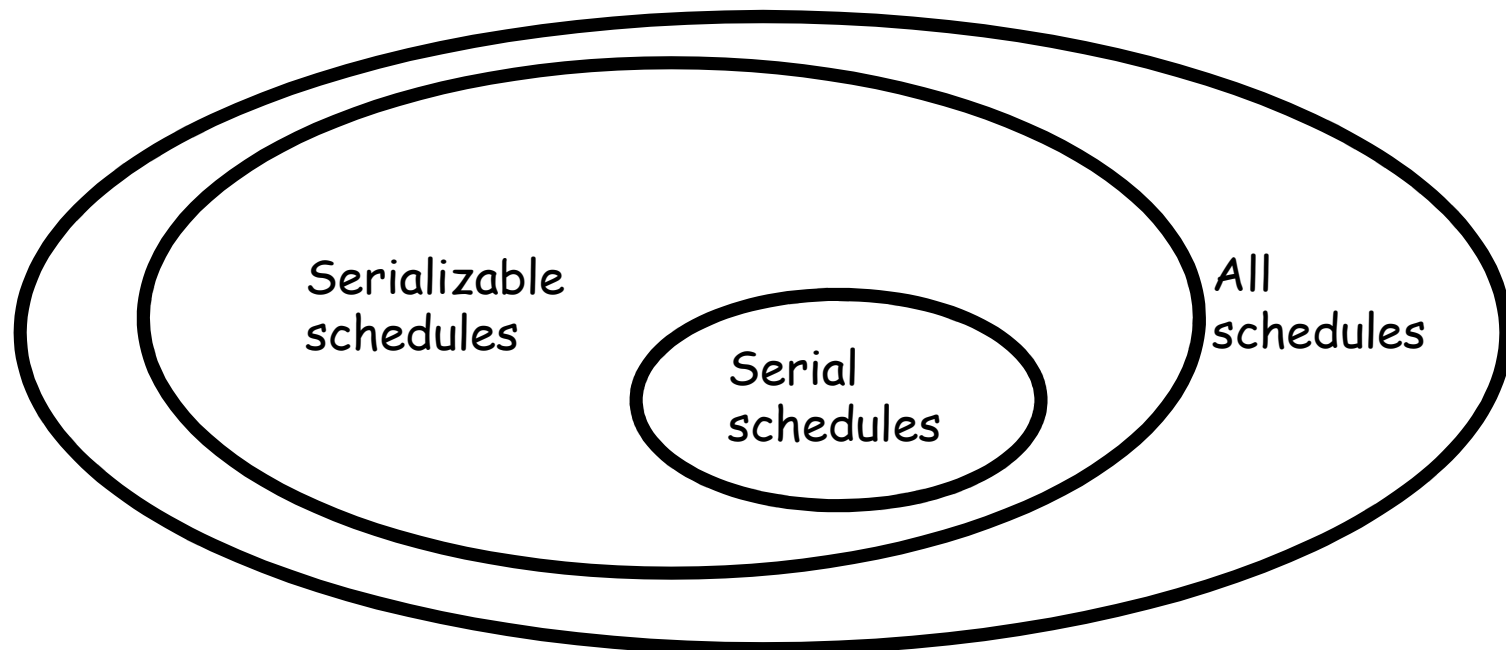 Serializable
schedules
Serial
schedules
All
schedules